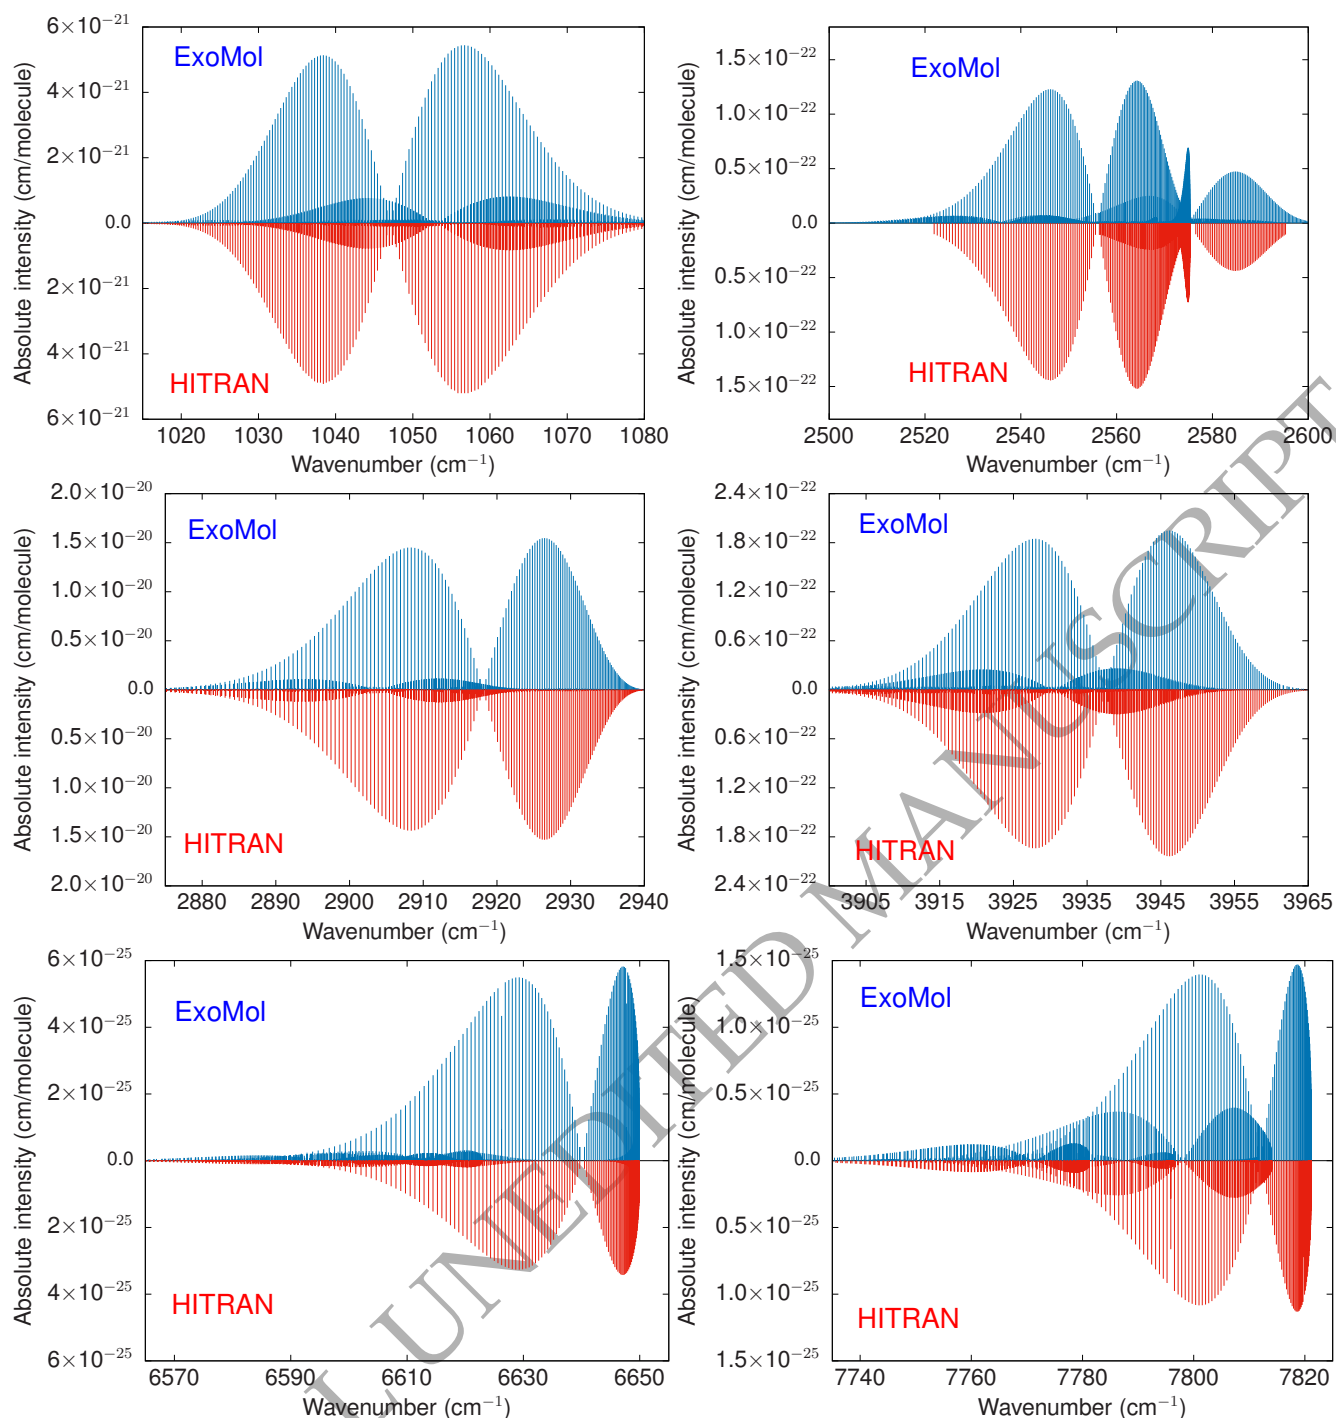 ExoMol
HITRAN
Absolute intensity (cm/molecule)
6×10⁻²¹
4×10⁻²¹
2×10⁻²¹
0.0
2×10⁻²¹
4×10⁻²¹
6×10⁻²¹
1020 1030 1040 1050 1060 1070 1080
Wavenumber (cm⁻¹)
ExoMol
HITRAN
Absolute intensity (cm/molecule)
1.5×10⁻²²
1.0×10⁻²²
0.5×10⁻²²
0.0
0.5×10⁻²²
1.0×10⁻²²
1.5×10⁻²²
2500 2520 2540 2560 2580 2600
Wavenumber (cm⁻¹)
ExoMol
HITRAN
Absolute intensity (cm/molecule)
2.0×10⁻²⁰
1.5×10⁻²⁰
1.0×10⁻²⁰
0.5×10⁻²⁰
0.0
0.5×10⁻²⁰
1.0×10⁻²⁰
1.5×10⁻²⁰
2.0×10⁻²⁰
2880 2890 2900 2910 2920 2930 2940
Wavenumber (cm⁻¹)
ExoMol
HITRAN
Absolute intensity (cm/molecule)
2.4×10⁻²²
1.8×10⁻²²
1.2×10⁻²²
0.6×10⁻²²
0.0
0.6×10⁻²²
1.2×10⁻²²
1.8×10⁻²²
2.4×10⁻²²
3905 3915 3925 3935 3945 3955 3965
Wavenumber (cm⁻¹)
ExoMol
HITRAN
Absolute intensity (cm/molecule)
6×10⁻²⁵
4×10⁻²⁵
2×10⁻²⁵
0.0
2×10⁻²⁵
4×10⁻²⁵
6×10⁻²⁵
6570 6590 6610 6630 6650
Wavenumber (cm⁻¹)
ExoMol
HITRAN
Absolute intensity (cm/molecule)
1.5×10⁻²⁵
1.0×10⁻²⁵
0.5×10⁻²⁵
0.0
0.5×10⁻²⁵
1.0×10⁻²⁵
1.5×10⁻²⁵
7740 7760 7780 7800 7820
Wavenumber (cm⁻¹)
L UNEDITED MANUSCRIPT